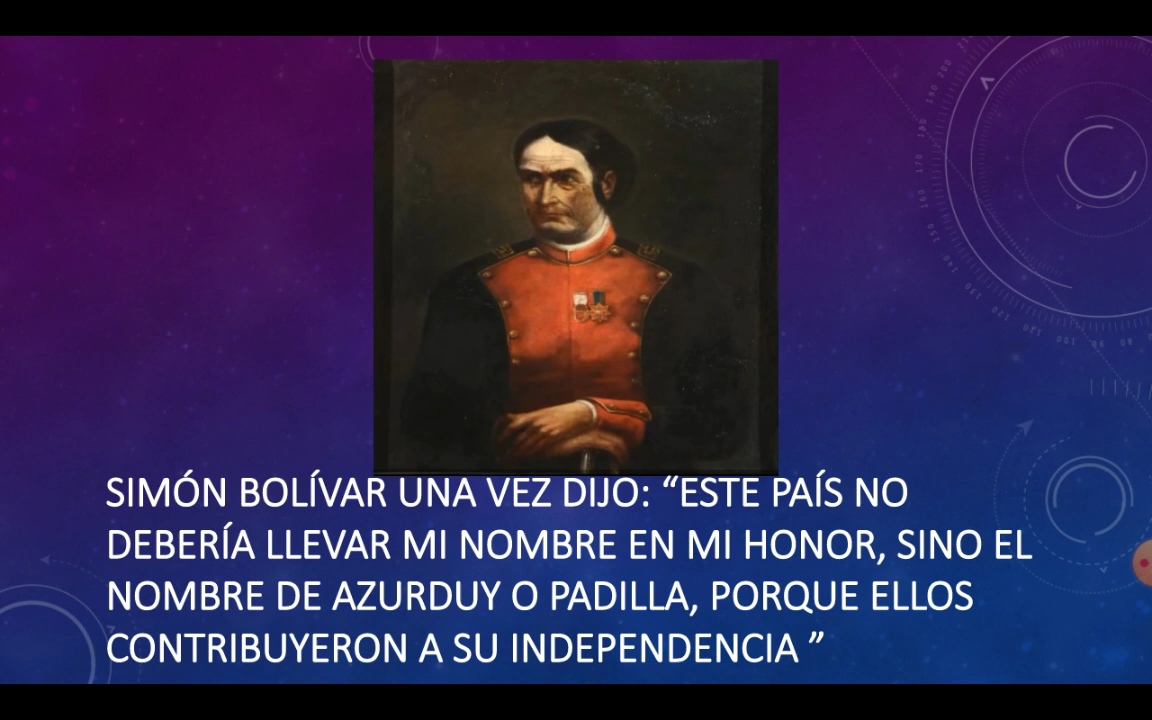 SIMÓN BOLÍVAR UNA VEZ DIJO: “ESTE PAÍS NO
DEBERÍA LLEVAR MI NOMBRE EN MI HONOR, SINO EL
NOMBRE DE AZURDUY O PADILLA, PORQUE ELLOS
CONTRIBUYERON A SU INDEPENDENCIA ”